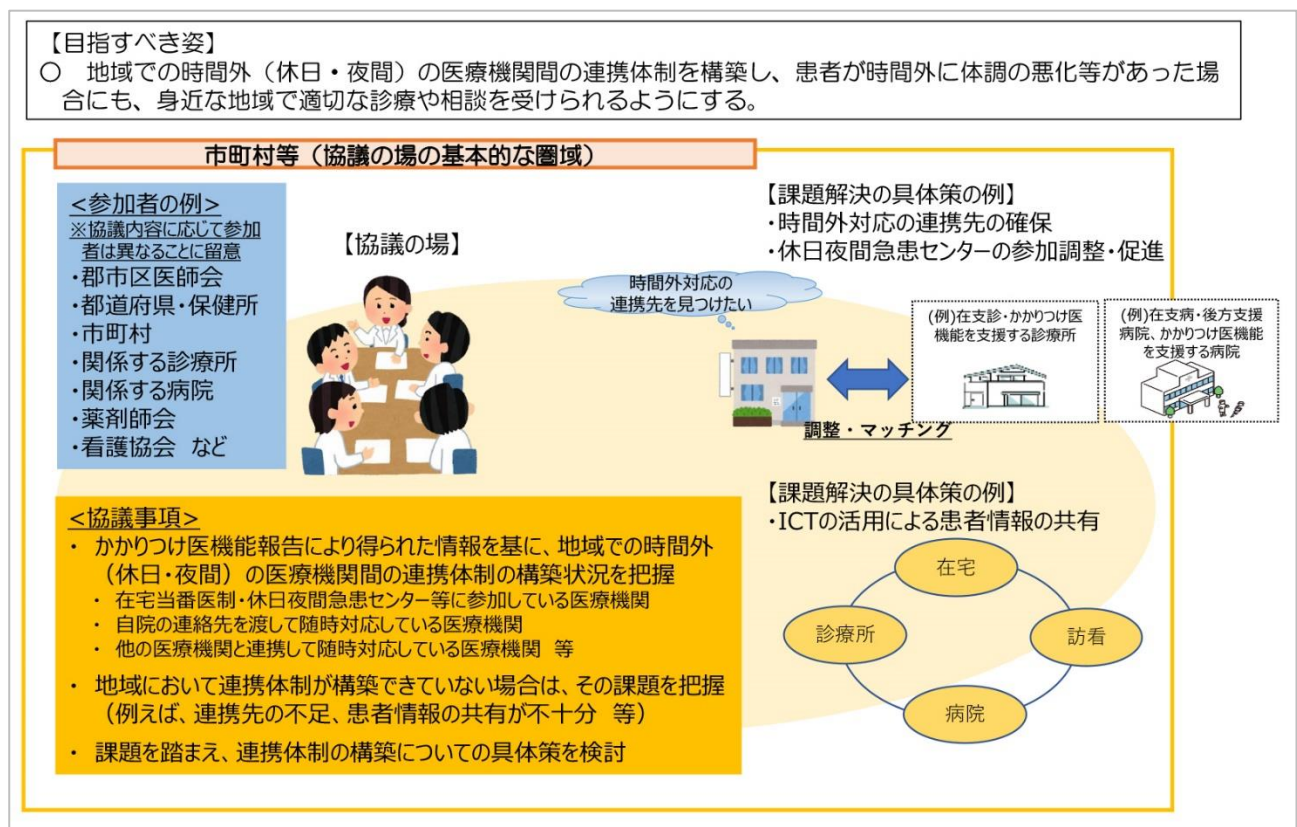 【目指すべき姿】
○　地域での時間外（休日・夜間）の医療機関間の連携体制を構築し、患者が時間外に体調の悪化等があった場
合にも、身近な地域で適切な診療や相談を受けられるようにする。
市町村等（協議の場の基本的な圏域）
<参加者の例>
※協議内容に応じて参加
者は異なることに留意
・郡市区医師会
・都道府県・保健所
・市町村
・関係する診療所
・関係する病院
・薬剤師会
・看護協会 など
【協議の場】
【課題解決の具体策の例】
・時間外対応の連携先の確保
・休日夜間急患センターの参加調整・促進
時間外対応の
連携先を見つけたい
(例)在支診・かかりつけ医
機能を支援する診療所
(例)在支病・後方支援
病院、かかりつけ医機能
を支援する病院
調整・マッチング
<協議事項>
・ かかりつけ医機能報告により得られた情報を基に、地域での時間外
（休日・夜間）の医療機関間の連携体制の構築状況を把握
・ 在宅当番医制・休日夜間急患センター等に参加している医療機関
・ 自院の連絡先を渡して随時対応している医療機関
・ 他の医療機関と連携して随時対応している医療機関 等
・ 地域において連携体制が構築できていない場合は、その課題を把握
（例えば、連携先の不足、患者情報の共有が不十分 等）
・ 課題を踏まえ、連携体制の構築についての具体策を検討
【課題解決の具体策の例】
・ICTの活用による患者情報の共有
在宅
診療所
訪看
病院